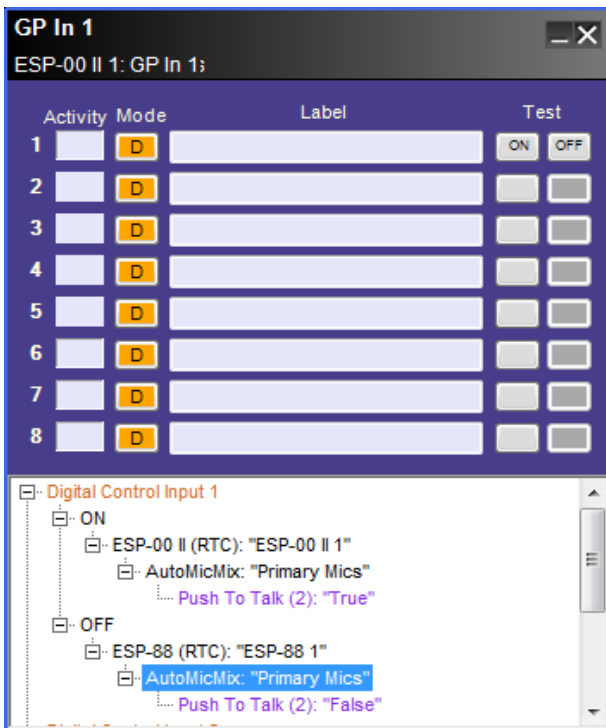 GP In 1
ESP-00 II 1: GP In 1
Activity Mode Label Test
1 D ON OFF
2 D
3 D
4 D
5 D
6 D
7 D
8 D
Digital Control Input 1
ON
ESP-00 II (RTC): "ESP-00 II 1"
AutoMicMix: "Primary Mics"
Push To Talk (2): "True"
OFF
ESP-88 (RTC): "ESP-88 1"
AutoMicMix: "Primary Mics"
Push To Talk (2): "False"